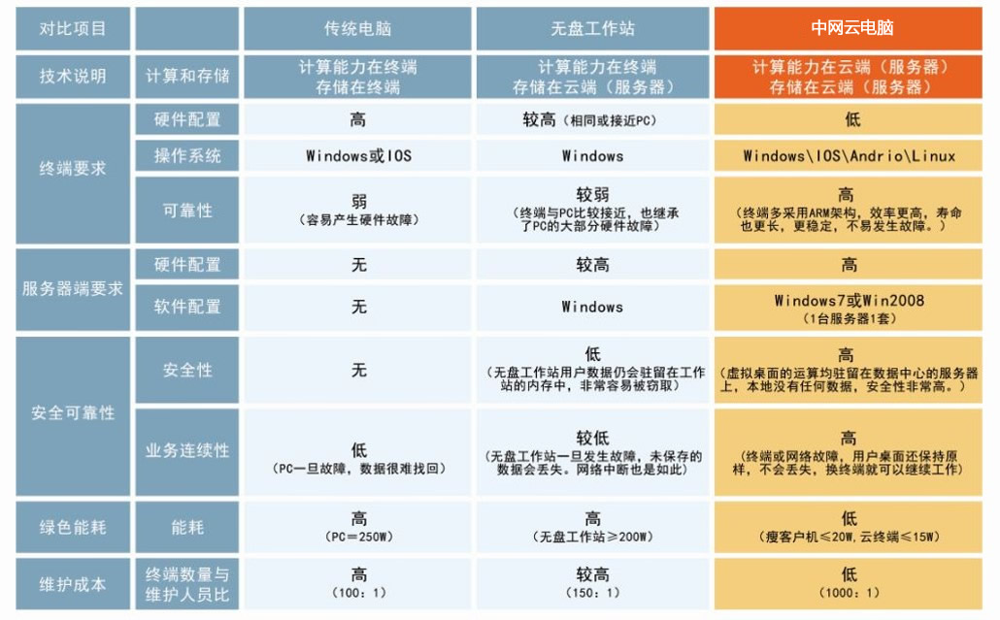 对比项目
传统电脑
无盘工作站
中网云电脑
技术说明
计算和存储
计算能力在终端
存储在终端
计算能力在终端
存储在云端（服务器）
计算能力在云端（服务器）
存储在云端（服务器）
终端要求
硬件配置
高
较高（相同或接近PC）
低
操作系统
Windows或IOS
Windows
Windows\IOS\Andrio\Linux
可靠性
弱
（容易产生硬件故障）
较弱
（终端与PC比较接近，也继承
了PC的大部分硬件故障）
高
（终端多采用ARM架构，效率更高，寿命
也更长，更稳定，不易发生故障。）
服务器端要求
硬件配置
无
较高
高
软件配置
无
Windows
Windows7或Win2008
（1台服务器1套）
安全可靠性
安全性
无
低
（无盘工作站用户数据仍会驻留在工作
站的内存中，非常容易被窃取）
高
（虚拟桌面的运算均驻留在数据中心的服务器
上，本地没有任何数据，安全性非常高。）
业务连续性
低
（PC一旦故障，数据很难找回）
较低
（无盘工作站一旦发生故障，未保存的
数据会丢失。网络中断也是如此）
高
（终端或网络故障，用户桌面还保持原
样，不会丢失，换终端就可以继续工作）
绿色能耗
能耗
高
（PC＝250W）
高
（无盘工作站≥200W）
低
（瘦客户机≤20W,云终端≤15W）
维护成本
终端数量与
维护人员比
高
（100：1）
较高
（150：1）
低
（1000：1）